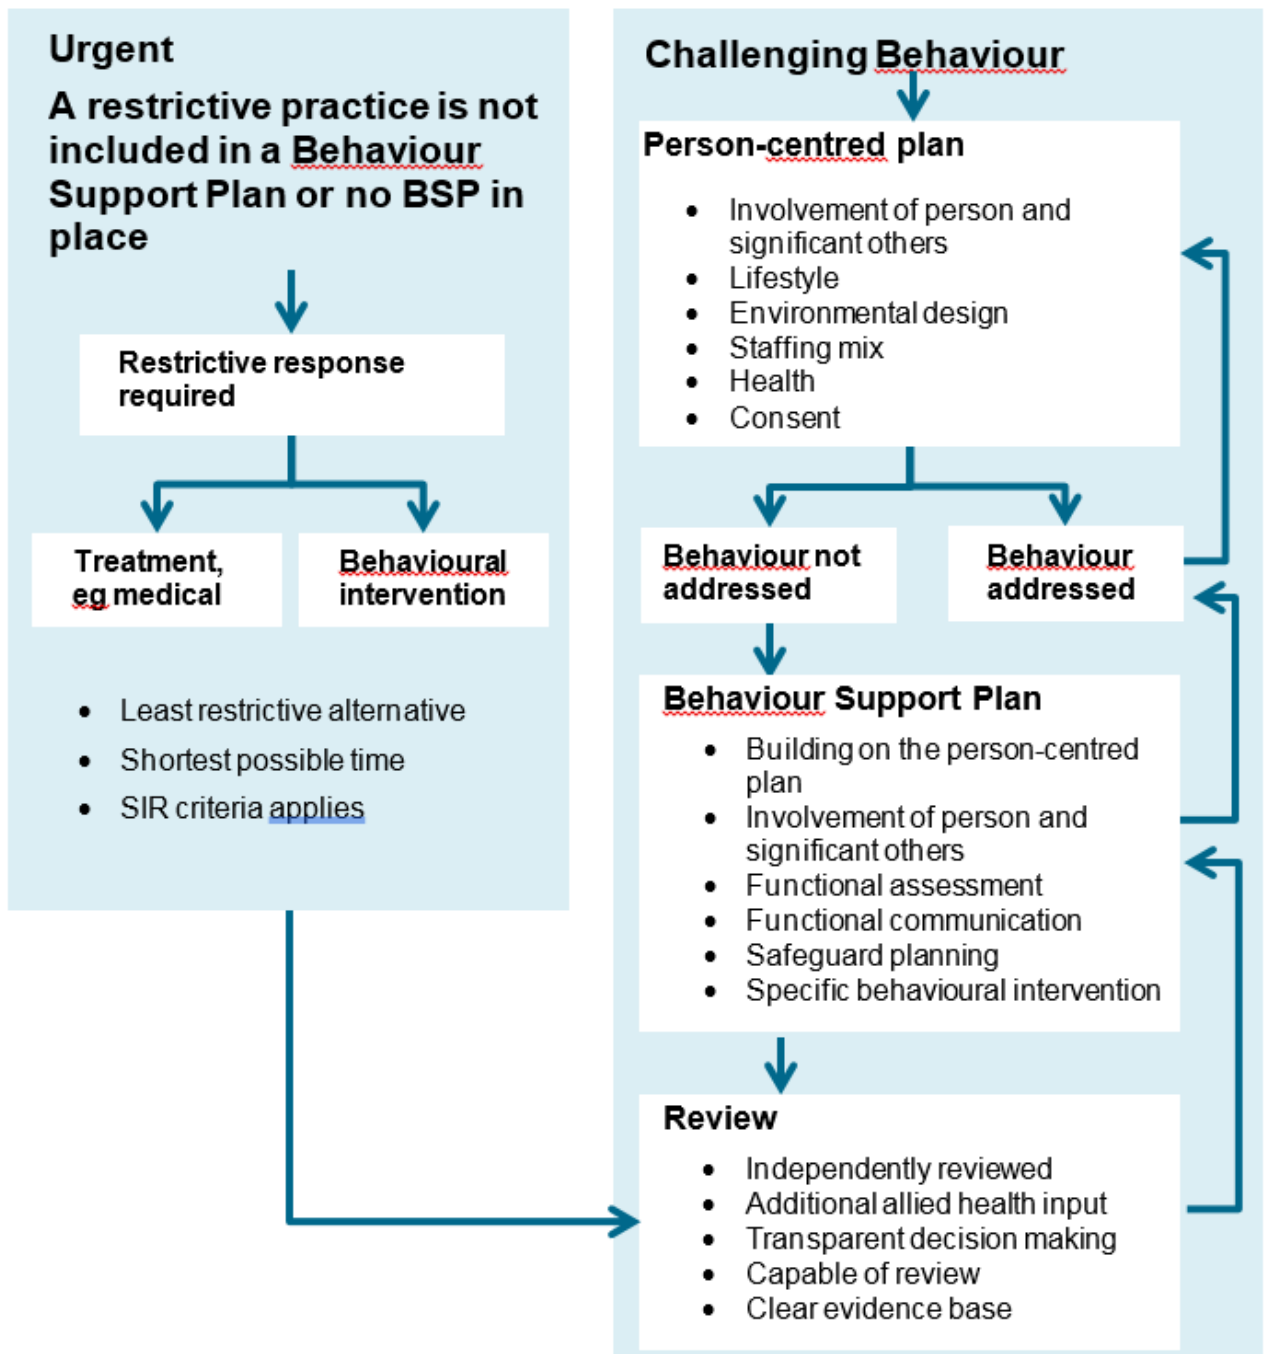 Urgent
A restrictive practice is not
included in a Behaviour
Support Plan or no BSP in
place
Restrictive response
required
Treatment,
eg medical
Behavioural
intervention
• Least restrictive alternative
• Shortest possible time
• SIR criteria applies
Challenging Behaviour
Person-centred plan
• Involvement of person and
significant others
• Lifestyle
• Environmental design
• Staffing mix
• Health
• Consent
Behaviour not
addressed
Behaviour
addressed
Behaviour Support Plan
• Building on the person-centred
plan
• Involvement of person and
significant others
• Functional assessment
• Functional communication
• Safeguard planning
• Specific behavioural intervention
Review
• Independently reviewed
• Additional allied health input
• Transparent decision making
• Capable of review
• Clear evidence base